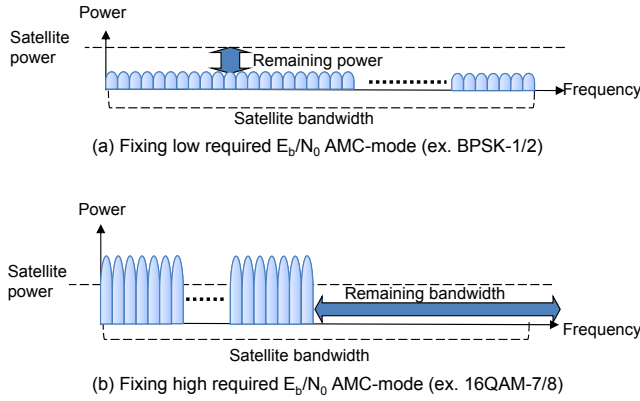 Power
Satellite power
Remaining power
Frequency
Satellite bandwidth
(a) Fixing low required Eb/N0 AMC-mode (ex. BPSK-1/2)
Power
Satellite power
Remaining bandwidth
Frequency
Satellite bandwidth
(b) Fixing high required Eb/N0 AMC-mode (ex. 16QAM-7/8)